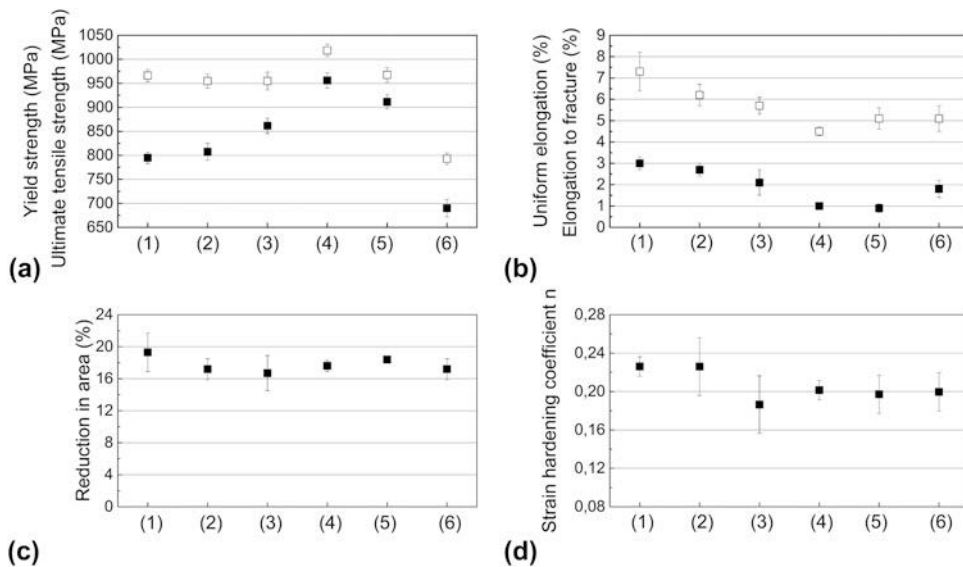 Yield strength (MPa)
Ultimate tensile strength (MPa)
1050
1000
950
900
850
800
750
700
650
(1) (2) (3) (4) (5) (6)
(a)
Uniform elongation (%)
Elongation to fracture (%)
9
8
7
6
5
4
3
2
1
0
(1) (2) (3) (4) (5) (6)
(b)
Reduction in area (%)
24
20
16
12
8
4
0
(1) (2) (3) (4) (5) (6)
(c)
Strain hardening coefficient n
0,28
0,24
0,20
0,16
0,12
0,08
(1) (2) (3) (4) (5) (6)
(d)